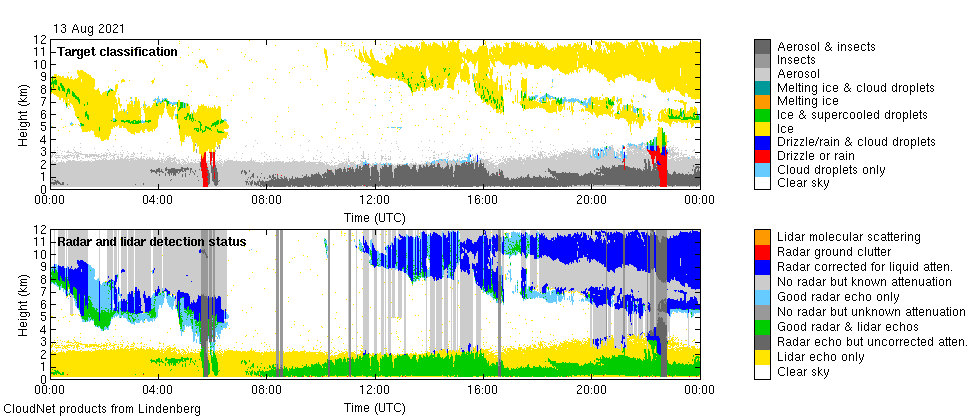 13 Aug 2021
Target classification
Height (km)
12
11
10
9
8
7
6
5
4
3
2
1
0
00:00 04:00 08:00 12:00 16:00 20:00 00:00
Time (UTC)
Aerosol & insects
Insects
Aerosol
Melting ice & cloud droplets
Melting ice
Ice & supercooled droplets
Ice
Drizzle/rain & cloud droplets
Drizzle or rain
Cloud droplets only
Clear sky
Radar and lidar detection status
Height (km)
12
11
10
9
8
7
6
5
4
3
2
1
0
00:00 04:00 08:00 12:00 16:00 20:00 00:00
Time (UTC)
Lidar molecular scattering
Radar ground clutter
Radar corrected for liquid atten.
No radar but known attenuation
Good radar echo only
No radar but unknown attenuation
Good radar & lidar echos
Radar echo but uncorrected atten.
Lidar echo only
Clear sky
CloudNet products from Lindenberg